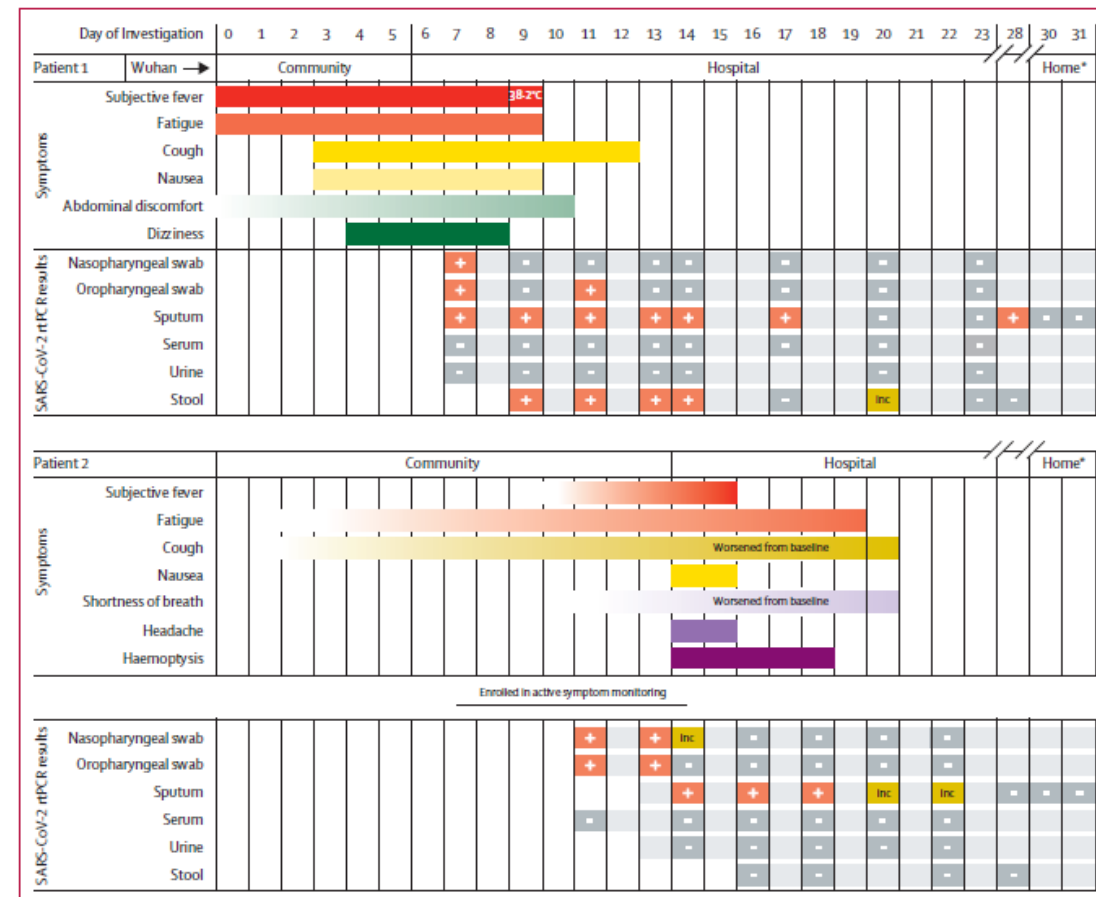 Day of Investigation 0 1 2 3 4 5 6 7 8 9 10 11 12 13 14 15 16 17 18 19 20 21 22 23 28 30 31
Patient 1 Wuhan → Community Hospital Home*
Symptoms
Subjective fever 38·2°C
Fatigue
Cough
Nausea
Abdominal discomfort
Dizziness
SARS-CoV-2 rtPC Rresults
Nasopharyngeal swab + - - - - - - -
Oropharyngeal swab + - + - - - - -
Sputum + + + + + + - - + - -
Serum - - - - - - - -
Urine - - - - - - -
Stool + + + + - Inc - -
Patient 2 Community Hospital Home*
Symptoms
Subjective fever
Fatigue
Cough Worsened from baseline
Nausea
Shortness of breath Worsened from baseline
Headache
Haemoptysis
Enrolled in active symptom monitoring
SARS-CoV-2 rtPCR results
Nasopharyngeal swab + + Inc - - - -
Oropharyngeal swab + + - - - - -
Sputum + + + Inc Inc - - -
Serum - - - - - -
Urine - - - - -
Stool - - - -